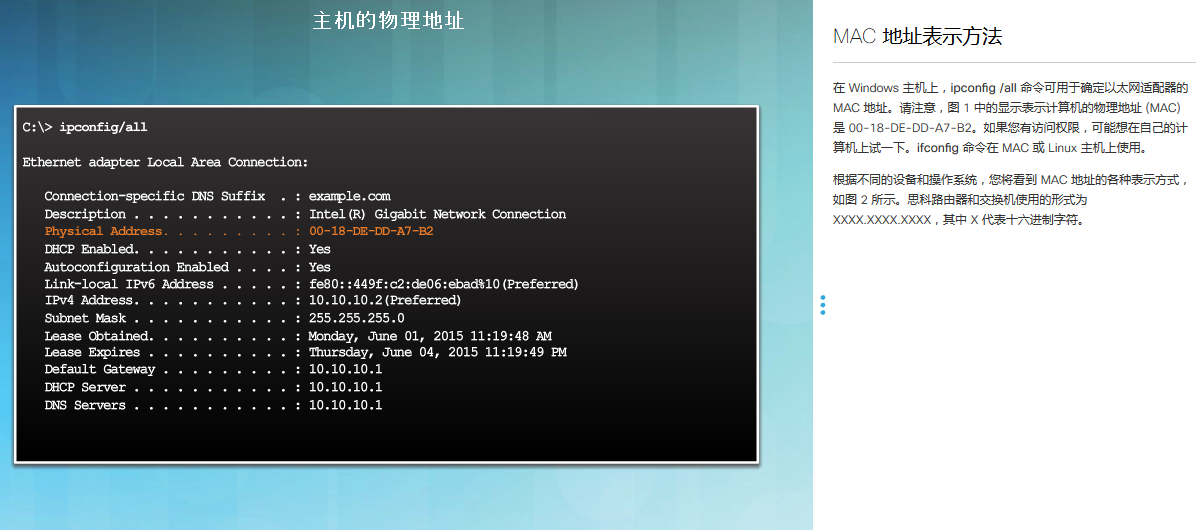 主机的物理地址
C:\> ipconfig/all
Ethernet adapter Local Area Connection:
Connection-specific DNS Suffix . : example.com
Description . . . . . . . . . . . : Intel(R) Gigabit Network Connection
Physical Address. . . . . . . . . : 00-18-DE-DD-A7-B2
DHCP Enabled. . . . . . . . . . . : Yes
Autoconfiguration Enabled . . . . : Yes
Link-local IPv6 Address . . . . . : fe80::449f:c2:de06:ebad%10(Preferred)
IPv4 Address. . . . . . . . . . . : 10.10.10.2(Preferred)
Subnet Mask . . . . . . . . . . . : 255.255.255.0
Lease Obtained. . . . . . . . . . : Monday, June 01, 2015 11:19:48 AM
Lease Expires . . . . . . . . . . : Thursday, June 04, 2015 11:19:49 PM
Default Gateway . . . . . . . . . : 10.10.10.1
DHCP Server . . . . . . . . . . . : 10.10.10.1
DNS Servers . . . . . . . . . . . : 10.10.10.1
MAC 地址表示方法
在 Windows 主机上，ipconfig /all 命令可用于确定以太网适配器的
MAC 地址。请注意，图 1 中的显示表示计算机的物理地址 (MAC)
是 00-18-DE-DD-A7-B2。如果您有访问权限，可能想在自己的计
算机上试一下。ifconfig 命令在 MAC 或 Linux 主机上使用。
根据不同的设备和操作系统，您将看到 MAC 地址的各种表示方式，
如图 2 所示。思科路由器和交换机使用的形式为
XXXX.XXXX.XXXX，其中 X 代表十六进制字符。